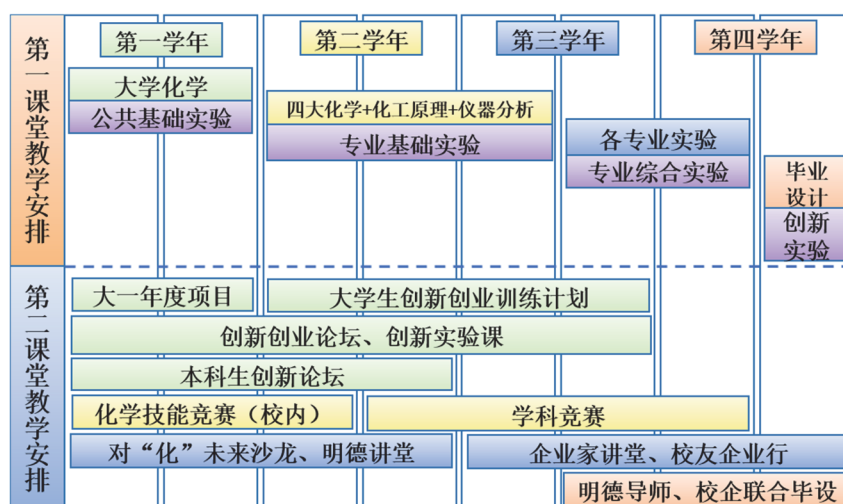 第一学年
第二学年
第三学年
第四学年
第一课堂教学安排
大学化学
公共基础实验
四大化学+化工原理+仪器分析
专业基础实验
各专业实验
专业综合实验
毕业
设计
创新
实验
第二课堂教学安排
大一年度项目
大学生创新创业训练计划
创新创业论坛、创新实验课
本科生创新论坛
化学技能竞赛（校内）
学科竞赛
对“化”未来沙龙、明德讲堂
企业家讲堂、校友企业行
明德导师、校企联合毕设